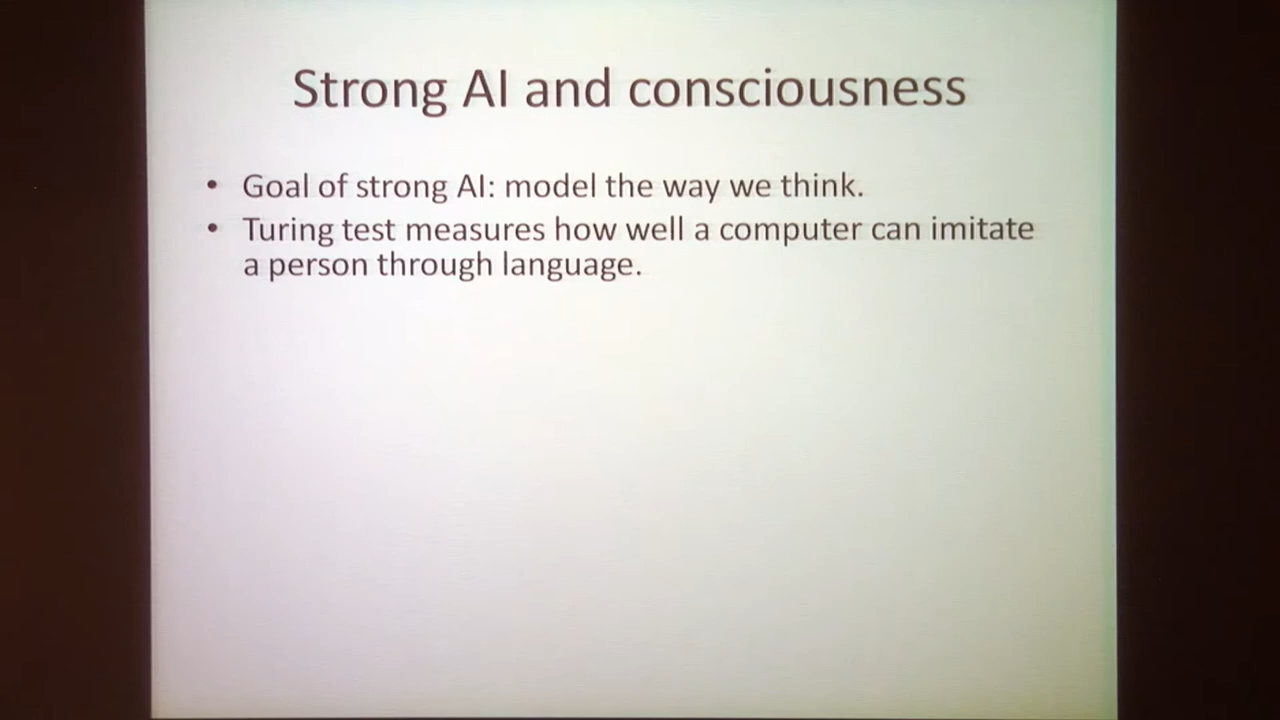 Strong AI and consciousness
• Goal of strong AI: model the way we think.
• Turing test measures how well a computer can imitate
a person through language.